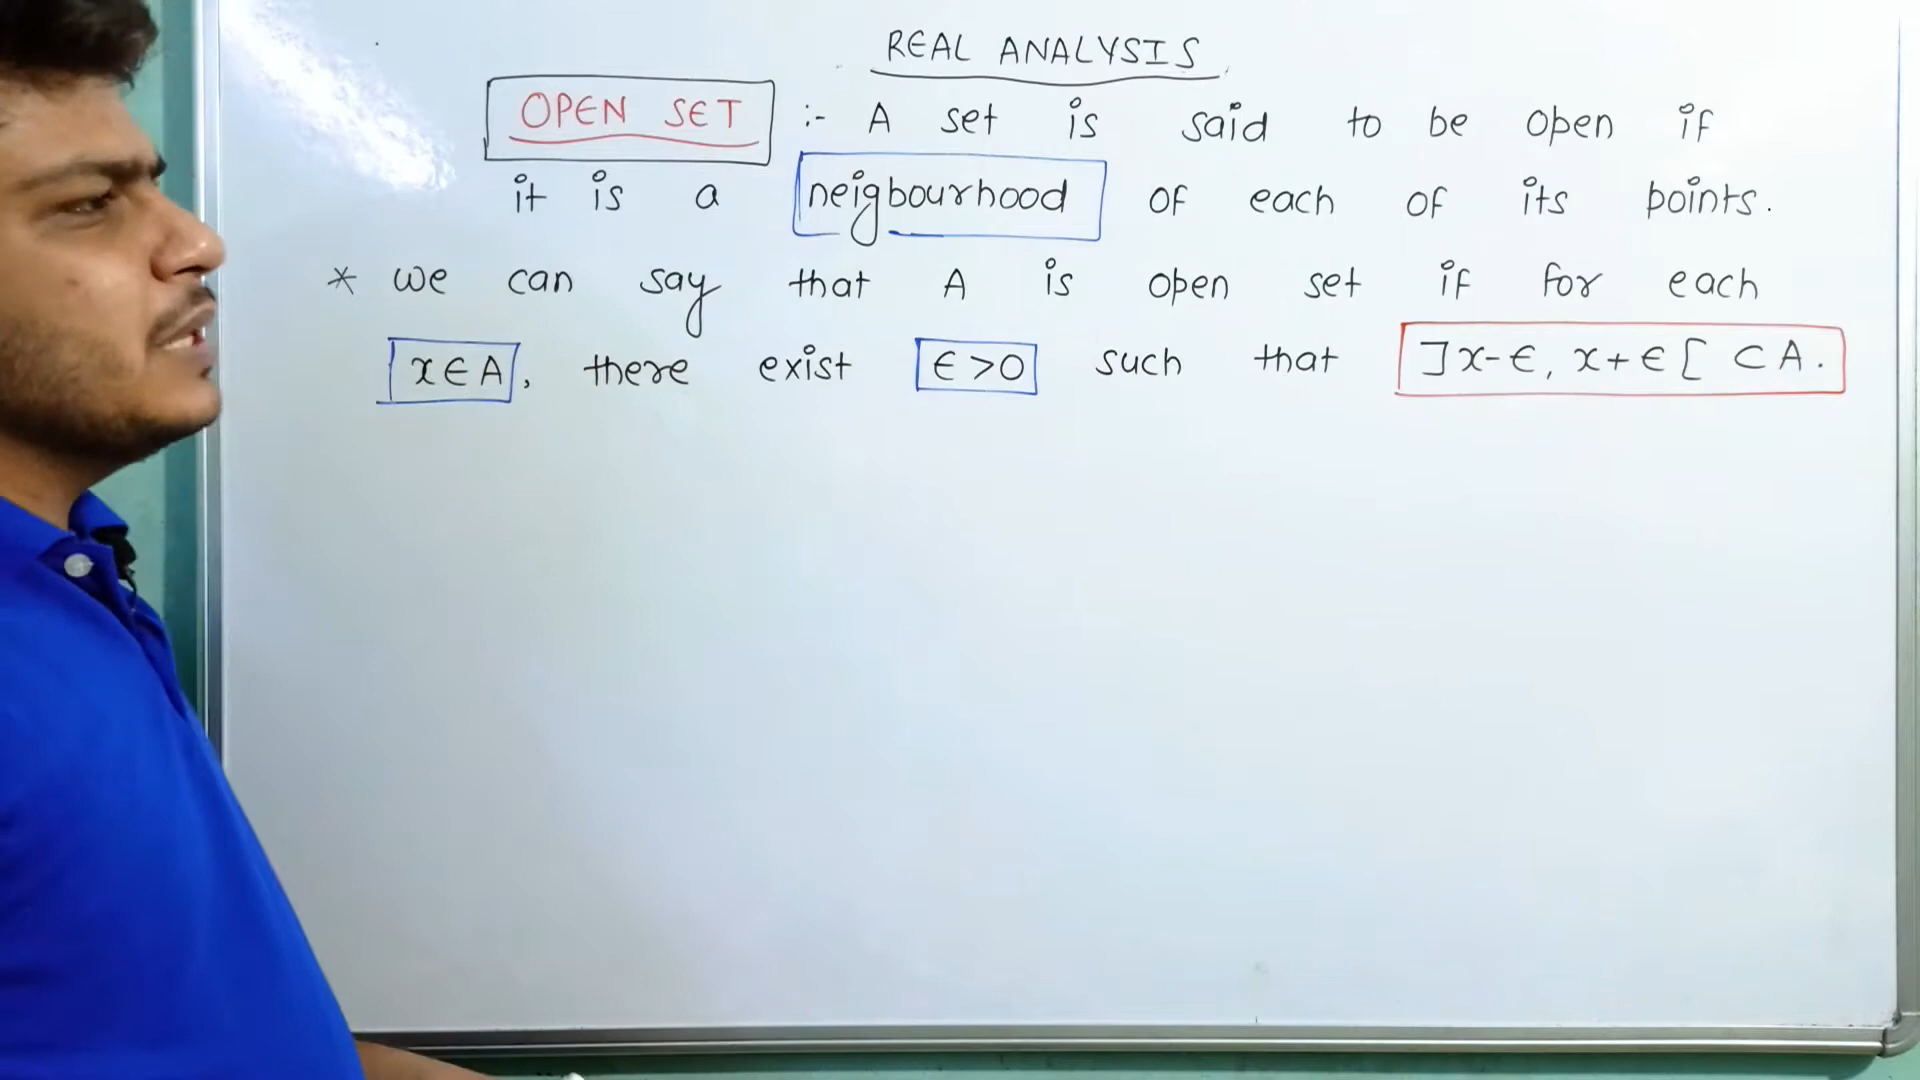 REAL ANALYSIS
OPEN SET :- A set is said to be open if
it is a neigbourhood of each of its points.
* we can say that A is open set if for each
x∈A, there exist ∈>0 such that ]x-∈, x+∈[ ⊂A.